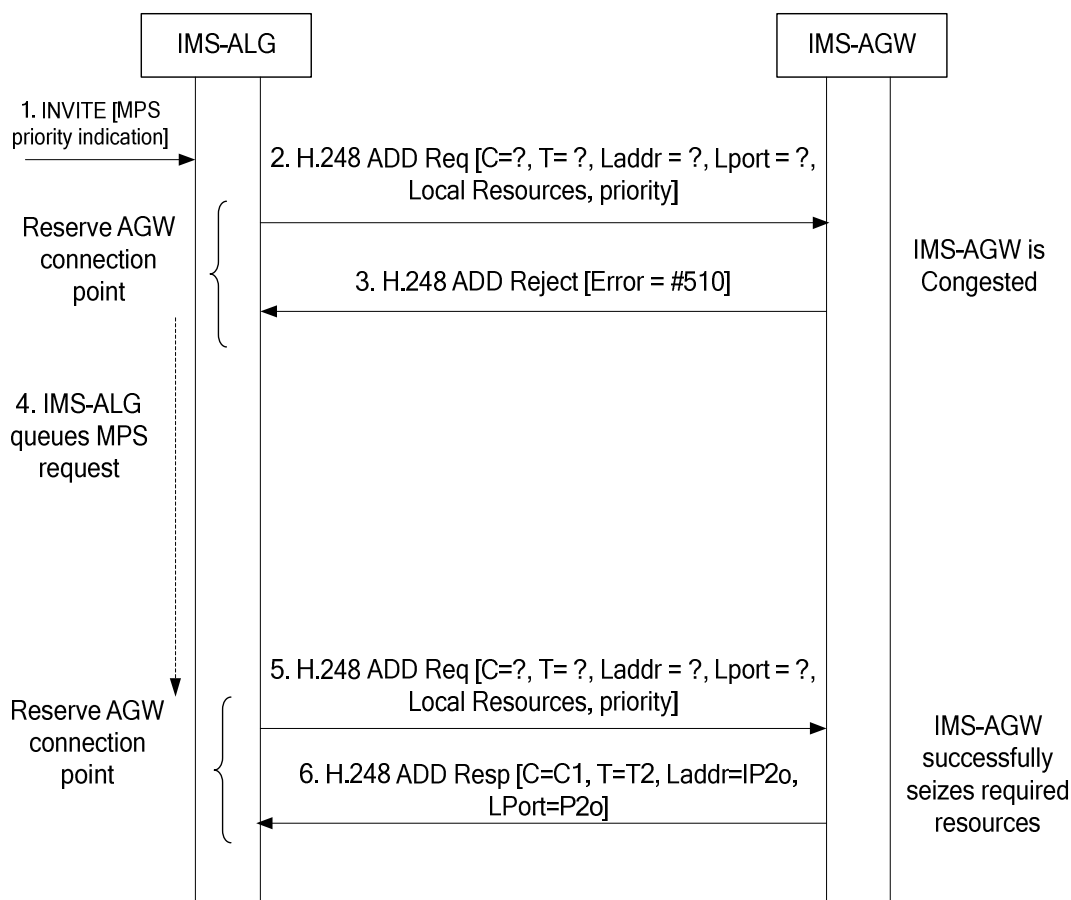 IMS-ALG
IMS-AGW
1. INVITE [MPS
priority indication]
2. H.248 ADD Req [C=?, T= ?, Laddr = ?, Lport = ?,
Local Resources, priority]
Reserve AGW
connection
point
3. H.248 ADD Reject [Error = #510]
IMS-AGW is
Congested
4. IMS-ALG
queues MPS
request
5. H.248 ADD Req [C=?, T= ?, Laddr = ?, Lport = ?,
Local Resources, priority]
Reserve AGW
connection
point
6. H.248 ADD Resp [C=C1, T=T2, Laddr=IP2o,
LPort=P2o]
IMS-AGW
successfully
seizes required
resources